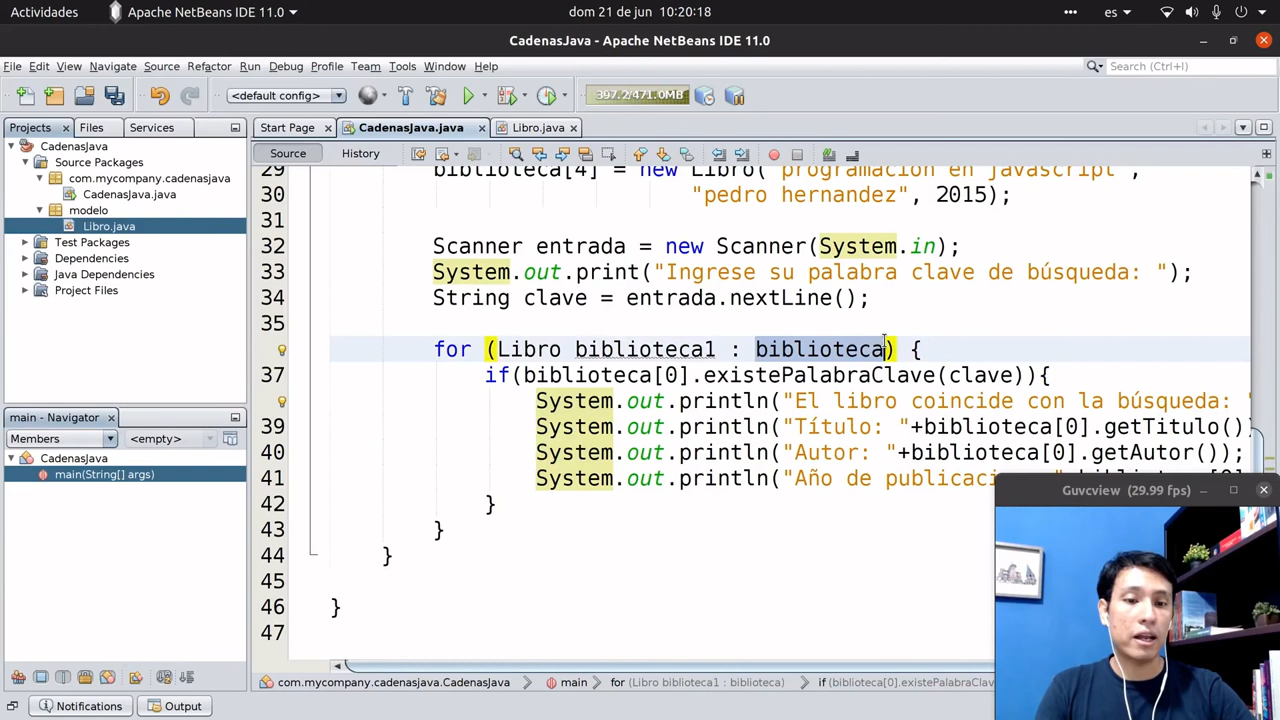 Actividades
Apache NetBeans IDE 11.0
dom 21 de jun 10:20:18
es
CadenasJava - Apache NetBeans IDE 11.0
File Edit View Navigate Source Refactor Run Debug Profile Team Tools Window Help
Search (Ctrl+I)
<default config>
397.2/471.0MB
Projects
Files
Services
Start Page
CadenasJava.java
Libro.java
Source
History
CadenasJava
Source Packages
com.mycompany.cadenasjava
CadenasJava.java
modelo
Libro.java
Test Packages
Dependencies
Java Dependencies
Project Files
main - Navigator
Members
<empty>
CadenasJava
main(String[] args)
29 biblioteca[4] = new Libro("programacion en javascript",
30 "pedro hernandez", 2015);
31
32 Scanner entrada = new Scanner(System.in);
33 System.out.print("Ingrese su palabra clave de búsqueda: ");
34 String clave = entrada.nextLine();
35
for (Libro biblioteca1 : biblioteca) {
37 if(biblioteca[0].existePalabraClave(clave)){
System.out.println("El libro coincide con la búsqueda: "
39 System.out.println("Título: "+biblioteca[0].getTitulo()
40 System.out.println("Autor: "+biblioteca[0].getAutor());
41 System.out.println("Año de publicaci
42 }
43 }
44 }
45
46 }
47
Guvcview (29.99 fps)
com.mycompany.cadenasjava.CadenasJava
main
for (Libro biblioteca1 : biblioteca)
if (biblioteca[0].existePalabraClave
Notifications
Output